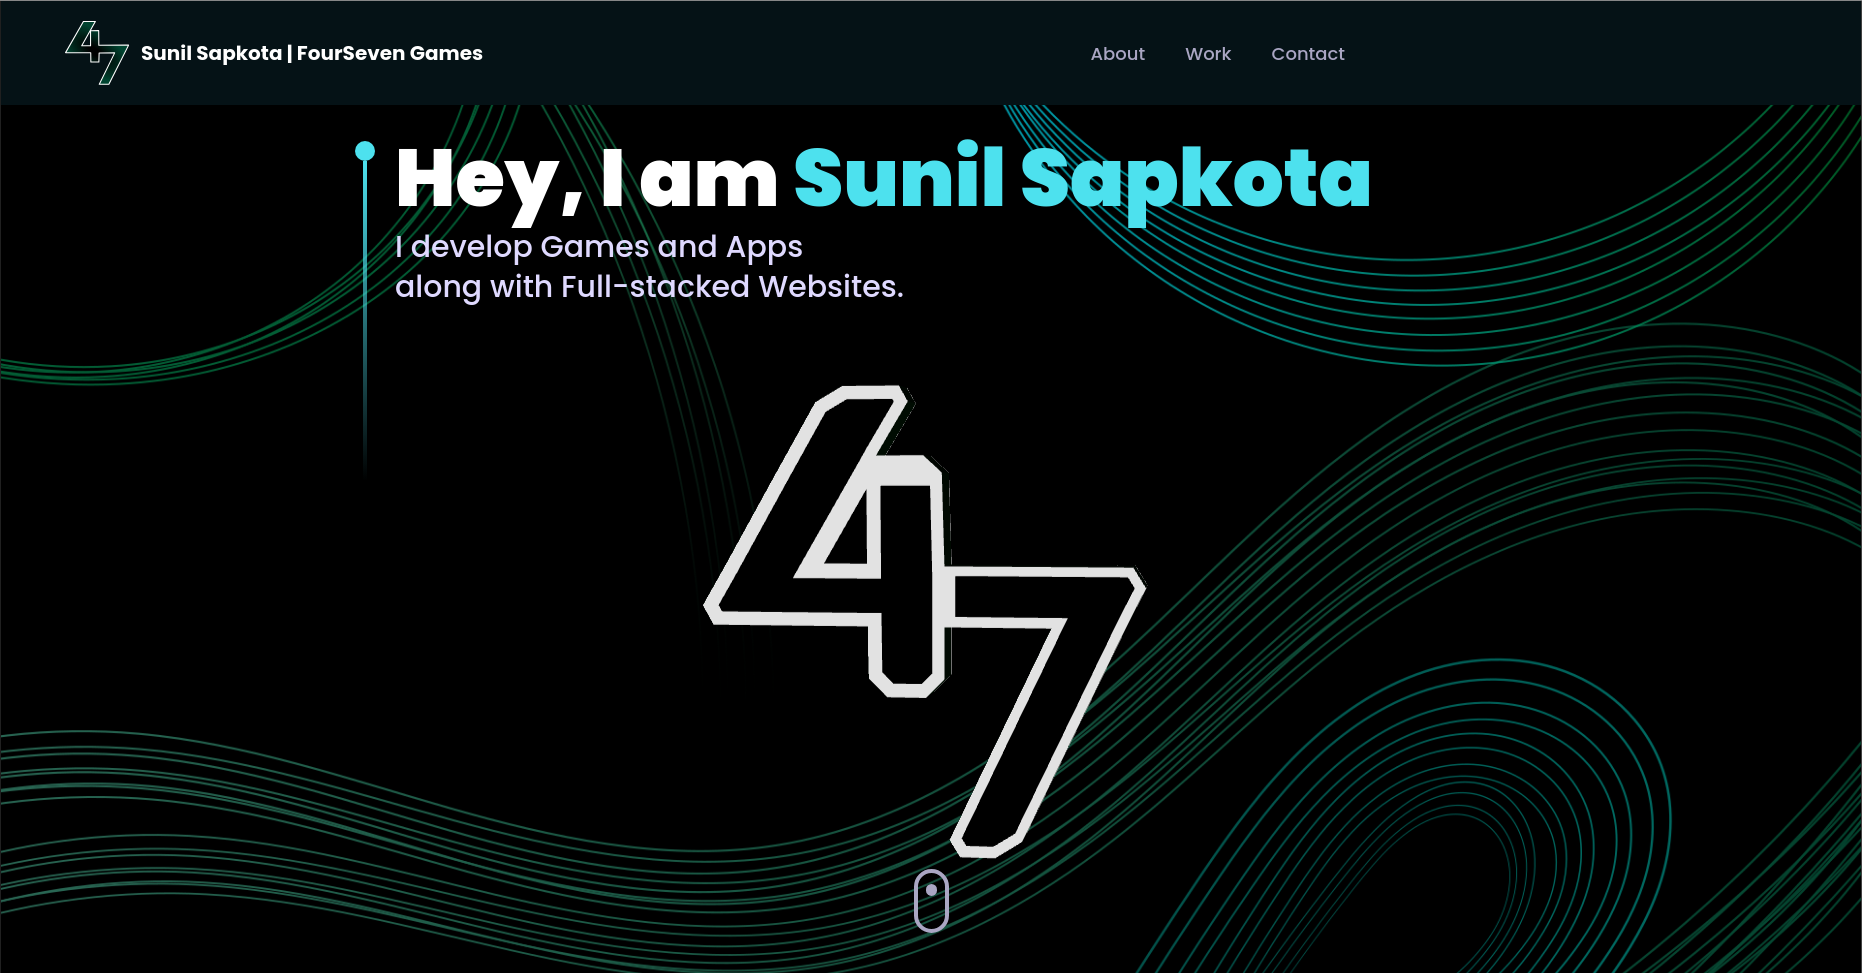 47
Sunil Sapkota | FourSeven Games
About
Work
Contact
Hey, I am Sunil Sapkota
I develop Games and Apps
along with Full-stacked Websites.
47